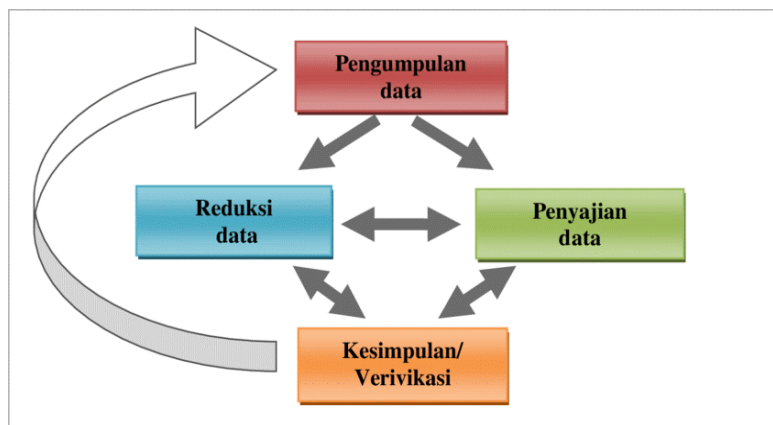 Pengumpulan
data
Reduksi
data
Penyajian
data
Kesimpulan/
Verivikasi